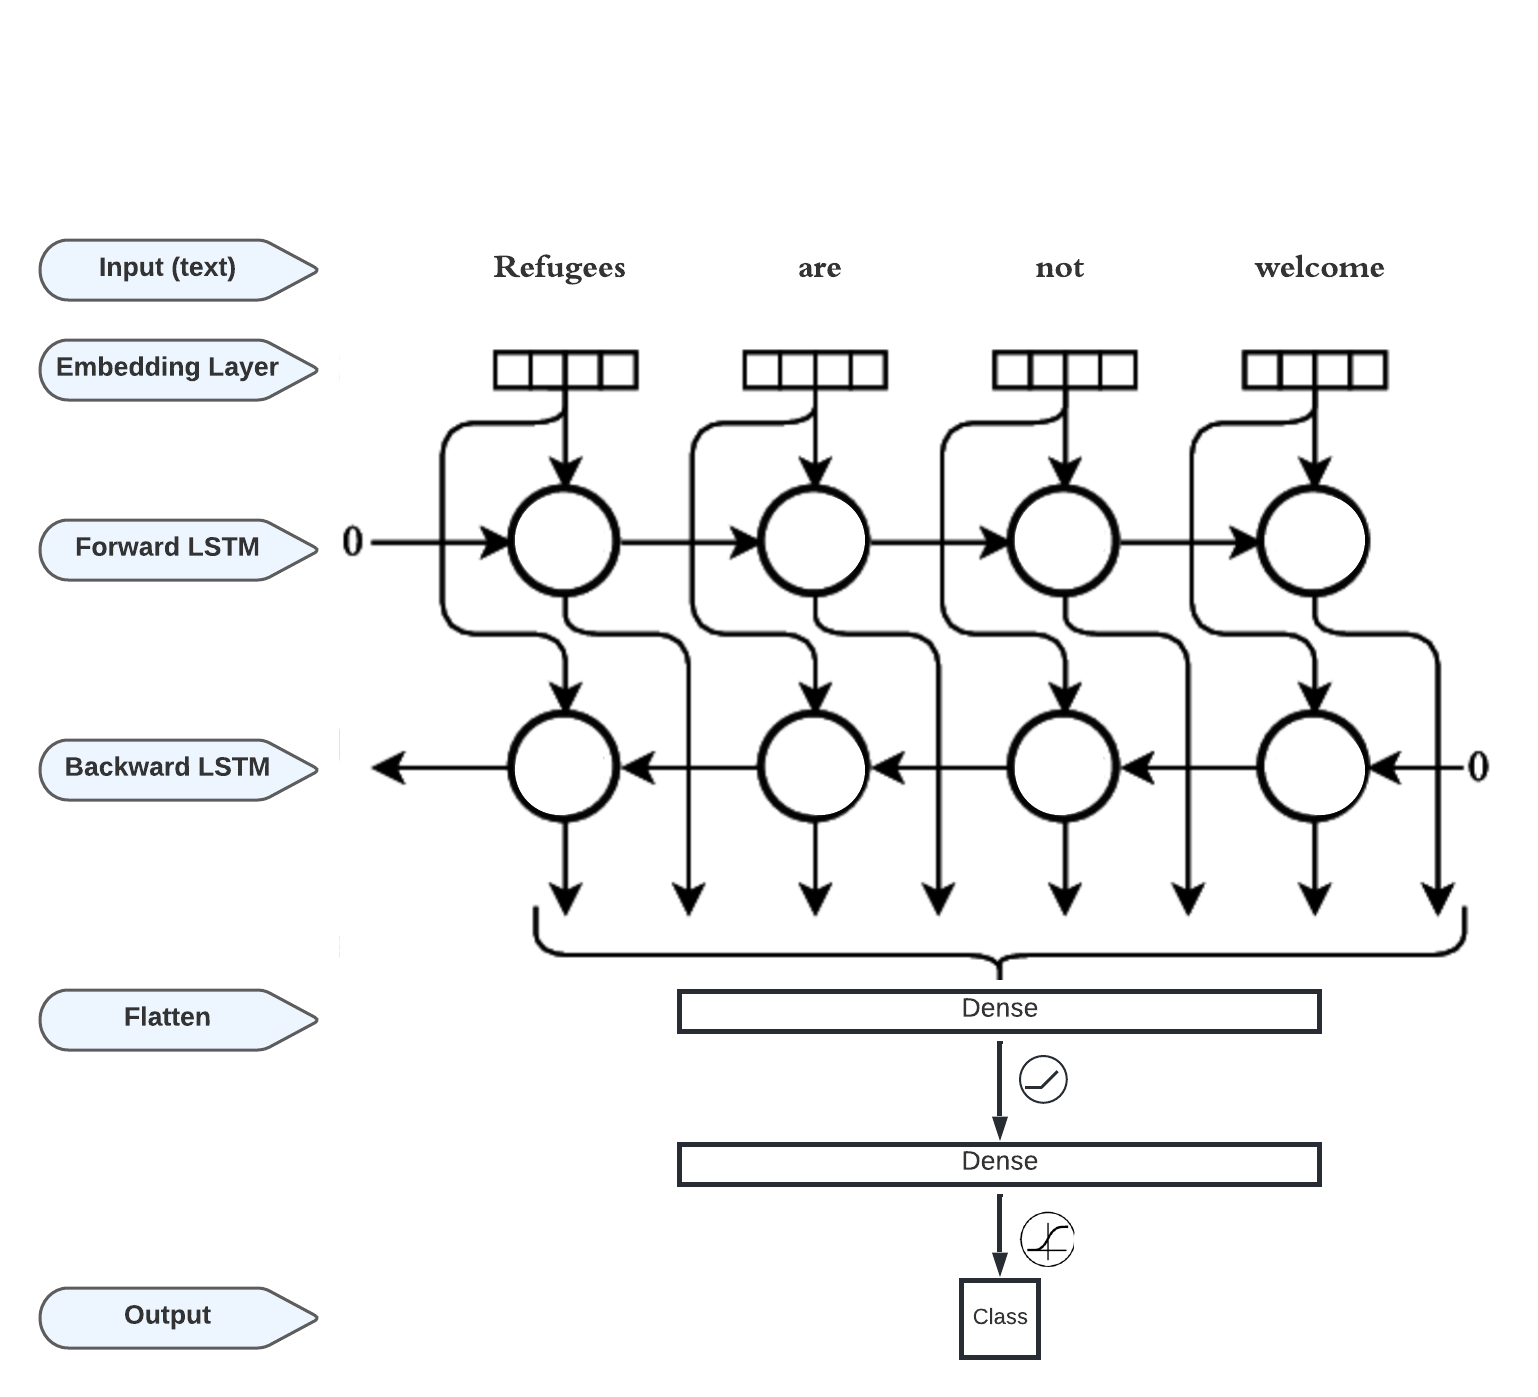 Input (text)
Refugees are not welcome
Embedding Layer
Forward LSTM
0
Backward LSTM
0
Flatten
Dense
Dense
Output
Class